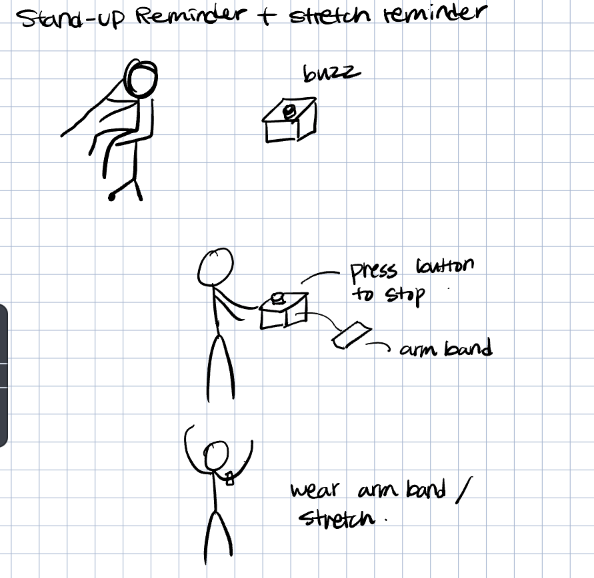 Stand-up Reminder + stretch reminder
buzz
press button
to stop
arm band
wear arm band /
stretch.